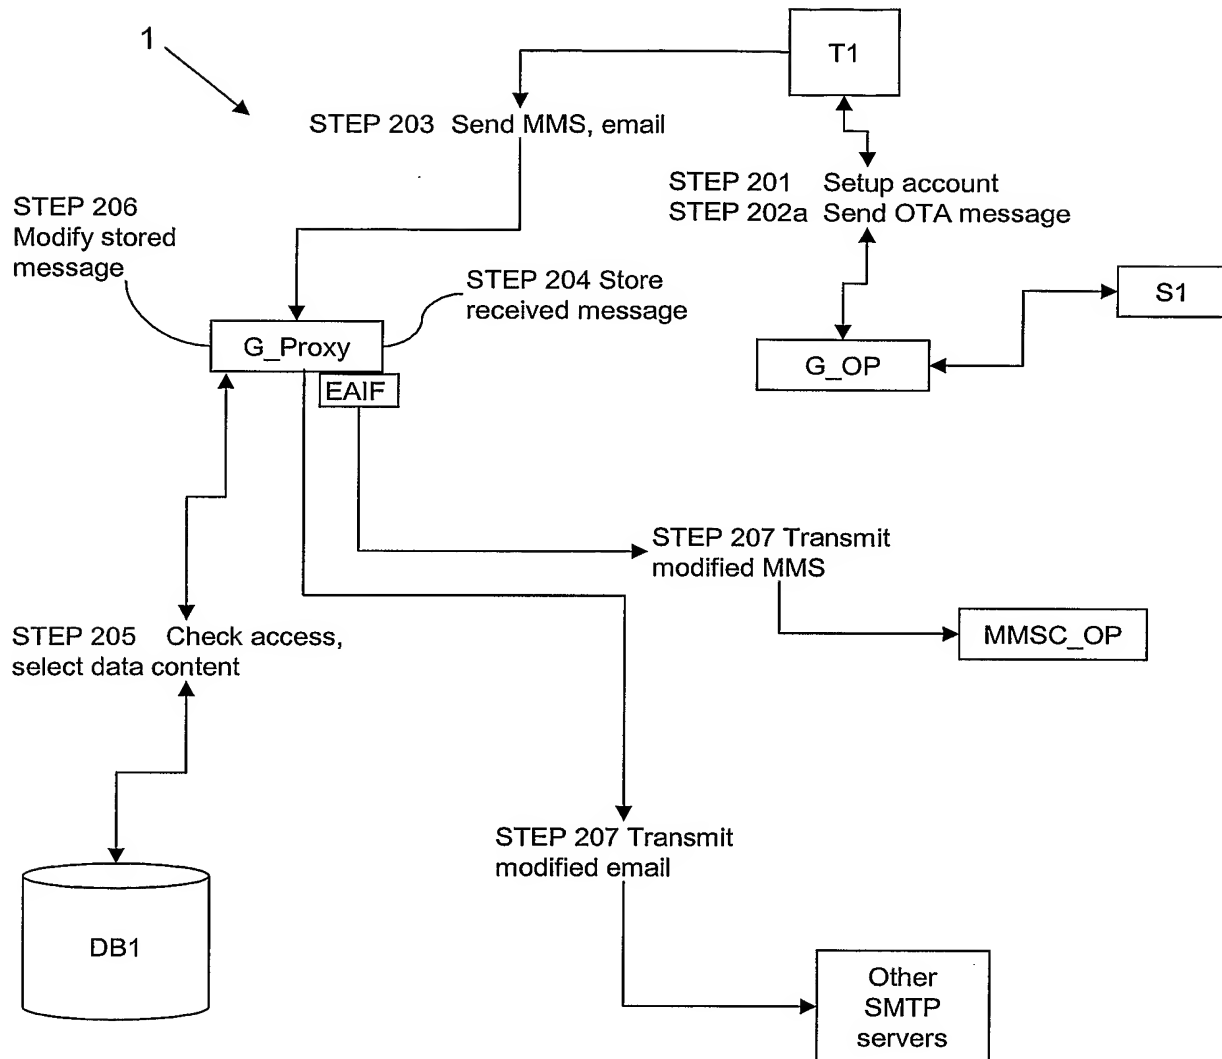 1
T1
STEP 203 Send MMS, email
STEP 201 Setup account
STEP 202a Send OTA message
STEP 206
Modify stored
message
STEP 204 Store
received message
S1
G_Proxy
G_OP
EAIF
STEP 207 Transmit
modified MMS
STEP 205 Check access,
select data content
MMSC_OP
STEP 207 Transmit
modified email
DB1
Other
SMTP
servers